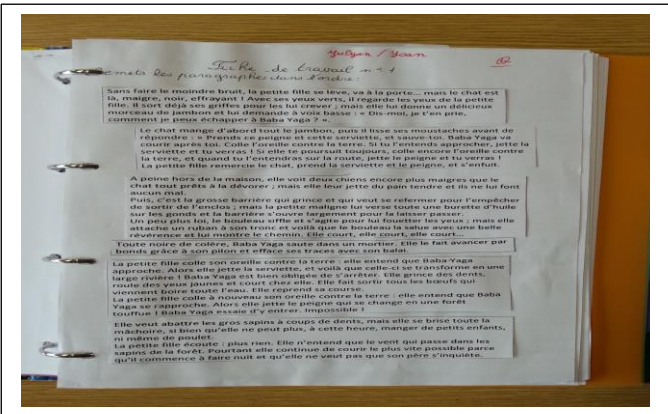 Yulyan / Yoan
Fiche de travail n°1
Remets les paragraphes dans l'ordre:
Sans faire le moindre bruit, la petite fille se lève, va à la porte... mais le chat est
là, maigre, noir, effrayant ! Avec ses yeux verts, il regarde les yeux de la petite
fille. Il sort déjà ses griffes pour les lui crever ; mais elle lui donne un délicieux
morceau de jambon et lui demande à voix basse : « Dis-moi, je t'en prie,
comment je peux échapper à Baba Yaga ? ».
Le chat mange d'abord tout le jambon, puis il lisse ses moustaches avant de
répondre : « Prends ce peigne et cette serviette, et sauve-toi. Baba Yaga va
courir après toi. Colle l'oreille contre la terre. Si tu l'entends approcher, jette la
serviette et tu verras ! Si elle te poursuit toujours, colle encore l'oreille contre
la terre, et quand tu l'entendras sur la route, jette le peigne et tu verras !
La petite fille remercie le chat, prend la serviette et le peigne, et s'enfuit.
A peine hors de la maison, elle voit deux chiens encore plus maigres que le
chat tout prêts à la dévorer ; mais elle leur jette du pain tendre et ils ne lui font
aucun mal.
Puis, c'est la grosse barrière qui grince et qui veut se refermer pour l'empêcher
de sortir de l'enclos ; mais la petite maligne lui verse toute une burette d'huile
sur les gonds et la barrière s'ouvre largement pour la laisser passer.
Un peu plus loi, le bouleau siffle et s'agite pour lui fouetter les yeux ; mais elle
attache un ruban à son tronc et voilà que le bouleau la salue avec une belle
révérence et lui montre le chemin. Elle court, elle court, elle court...
Toute noire de colère, Baba Yaga saute dans un mortier. Elle le fait avancer par
bonds grâce à son pilon et efface ses traces avec son balai.
La petite fille colle son oreille contre la terre : elle entend que Baba Yaga
approche. Alors elle jette la serviette, et voilà que celle-ci se transforme en une
large rivière ! Baba Yaga est bien obligée de s'arrêter. Elle grince des dents,
roule des yeux jaunes et court chez elle. Elle fait sortir tous les bœufs qui
viennent boire toute l'eau. Elle reprend sa course.
La petite fille colle à nouveau son oreille contre la terre : elle entend que Baba
Yaga se rapproche. Alors elle jette le peigne qui se change en une forêt
touffue ! Baba Yaga essaie d'y entrer. Impossible !
Elle veut abattre les gros sapins à coups de dents, mais elle se brise toute la
mâchoire, si bien qu'elle ne peut plus, à cette heure, manger de petits enfants,
ni même de poulet.
La petite fille écoute : plus rien. Elle n'entend que le vent qui passe dans les
sapins de la forêt. Pourtant elle continue de courir le plus vite possible parce
qu'il commence à faire nuit et qu'elle ne veut pas que son père s'inquiète.